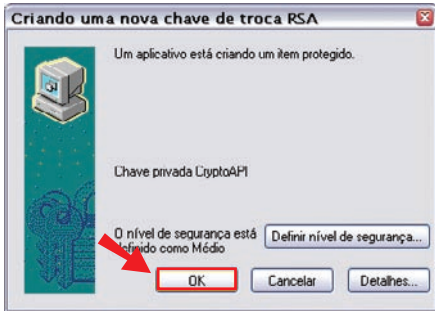 Criando uma nova chave de troca RSA
Um aplicativo está criando um item protegido.
Chave privada CryptoAPI
O nível de segurança está
definido como Médio
Definir nível de segurança...
OK
Cancelar
Detalhes...